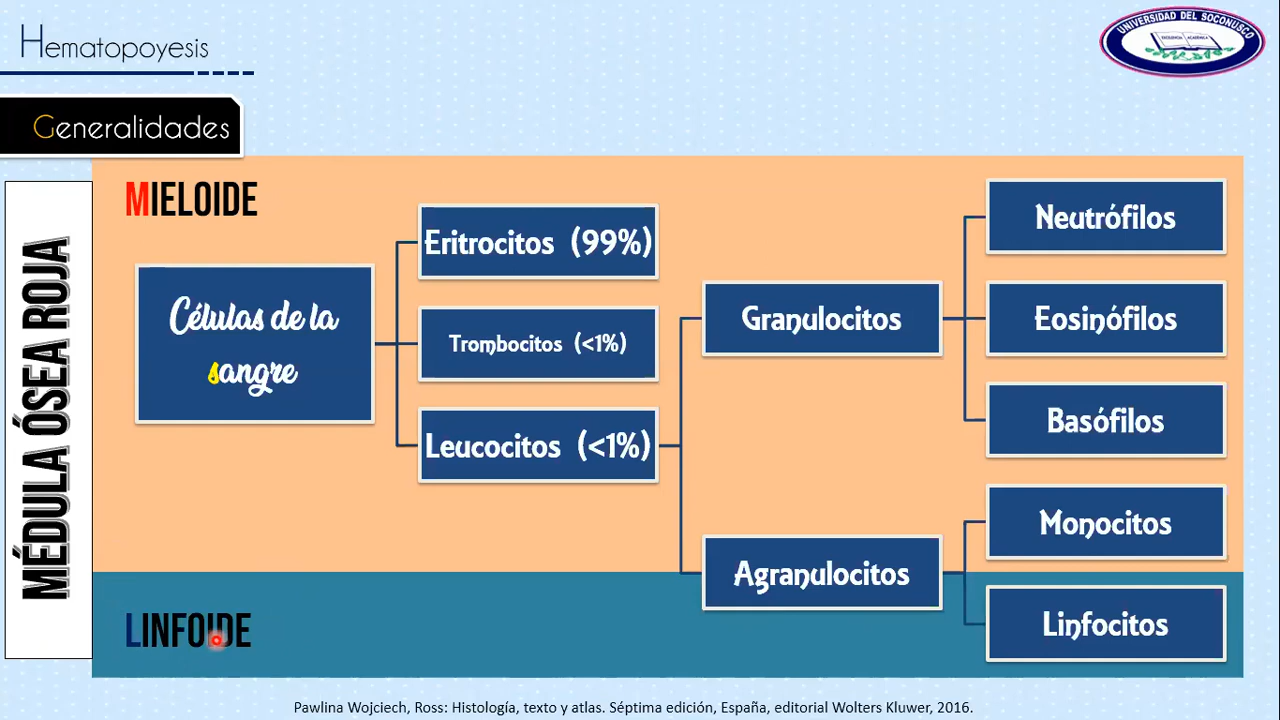 Hematopoyesis
UNIVERSIDAD DEL SOCONUSCO
EXCELENCIA ACADÉMICA
Generalidades
MÉDULA ÓSEA ROJA
MIELOIDE
Células de la
sangre
Eritrocitos (99%)
Trombocitos (<1%)
Leucocitos (<1%)
Granulocitos
Agranulocitos
Neutrófilos
Eosinófilos
Basófilos
Monocitos
Linfocitos
LINFOIDE
Pawlina Wojciech, Ross: Histología, texto y atlas. Séptima edición, España, editorial Wolters Kluwer, 2016.